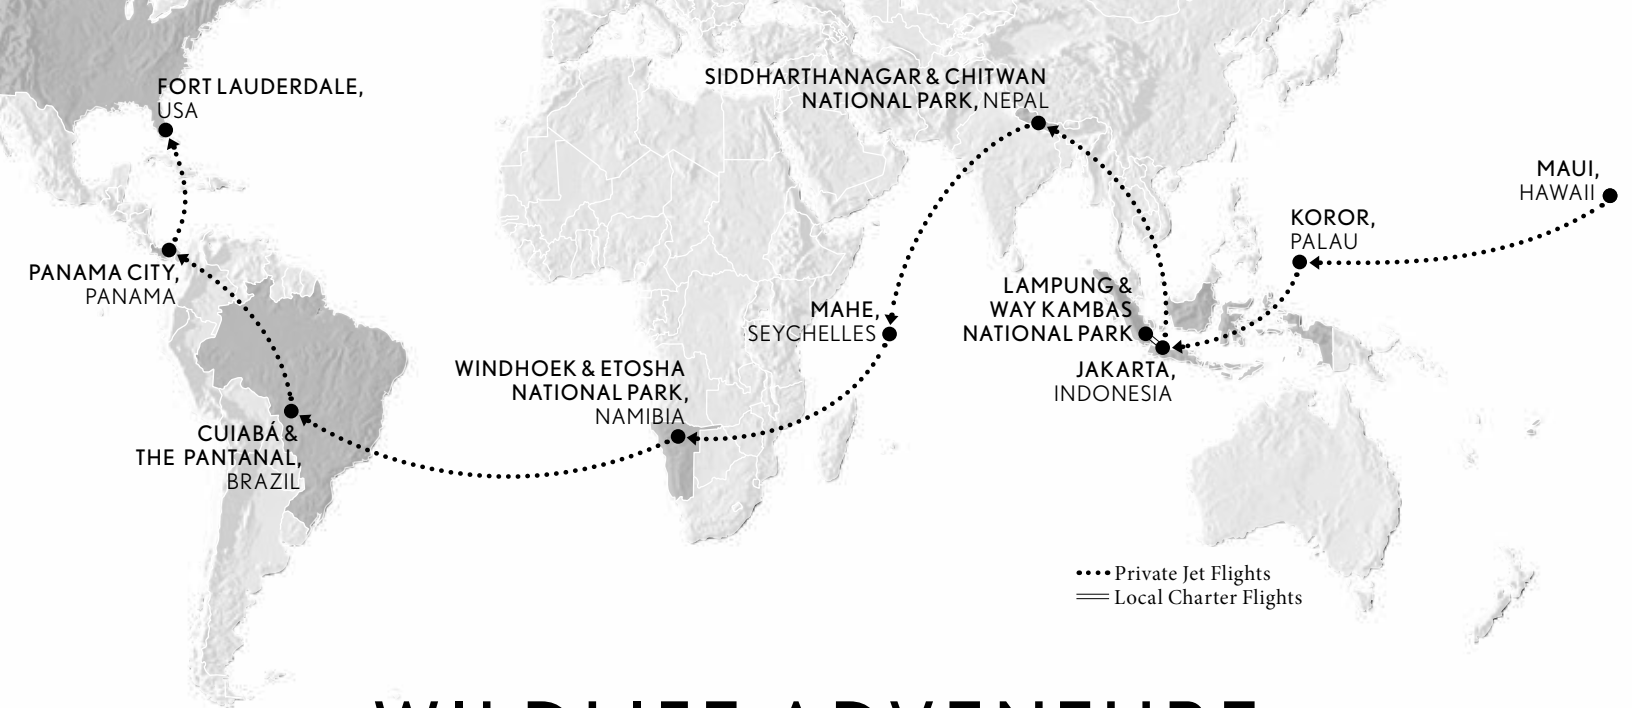 FORT LAUDERDALE,
USA
SIDDHARTHANAGAR & CHITWAN
NATIONAL PARK, NEPAL
MAUI,
HAWAII
KOROR,
PALAU
PANAMA CITY,
PANAMA
LAMPUNG &
WAY KAMBAS
NATIONAL PARK
MAHE,
SEYCHELLES
JAKARTA,
INDONESIA
WINDHOEK & ETOSHA
NATIONAL PARK,
NAMIBIA
CUIABÁ &
THE PANTANAL,
BRAZIL
Private Jet Flights
Local Charter Flights
WILDLIFE ADVENTURE